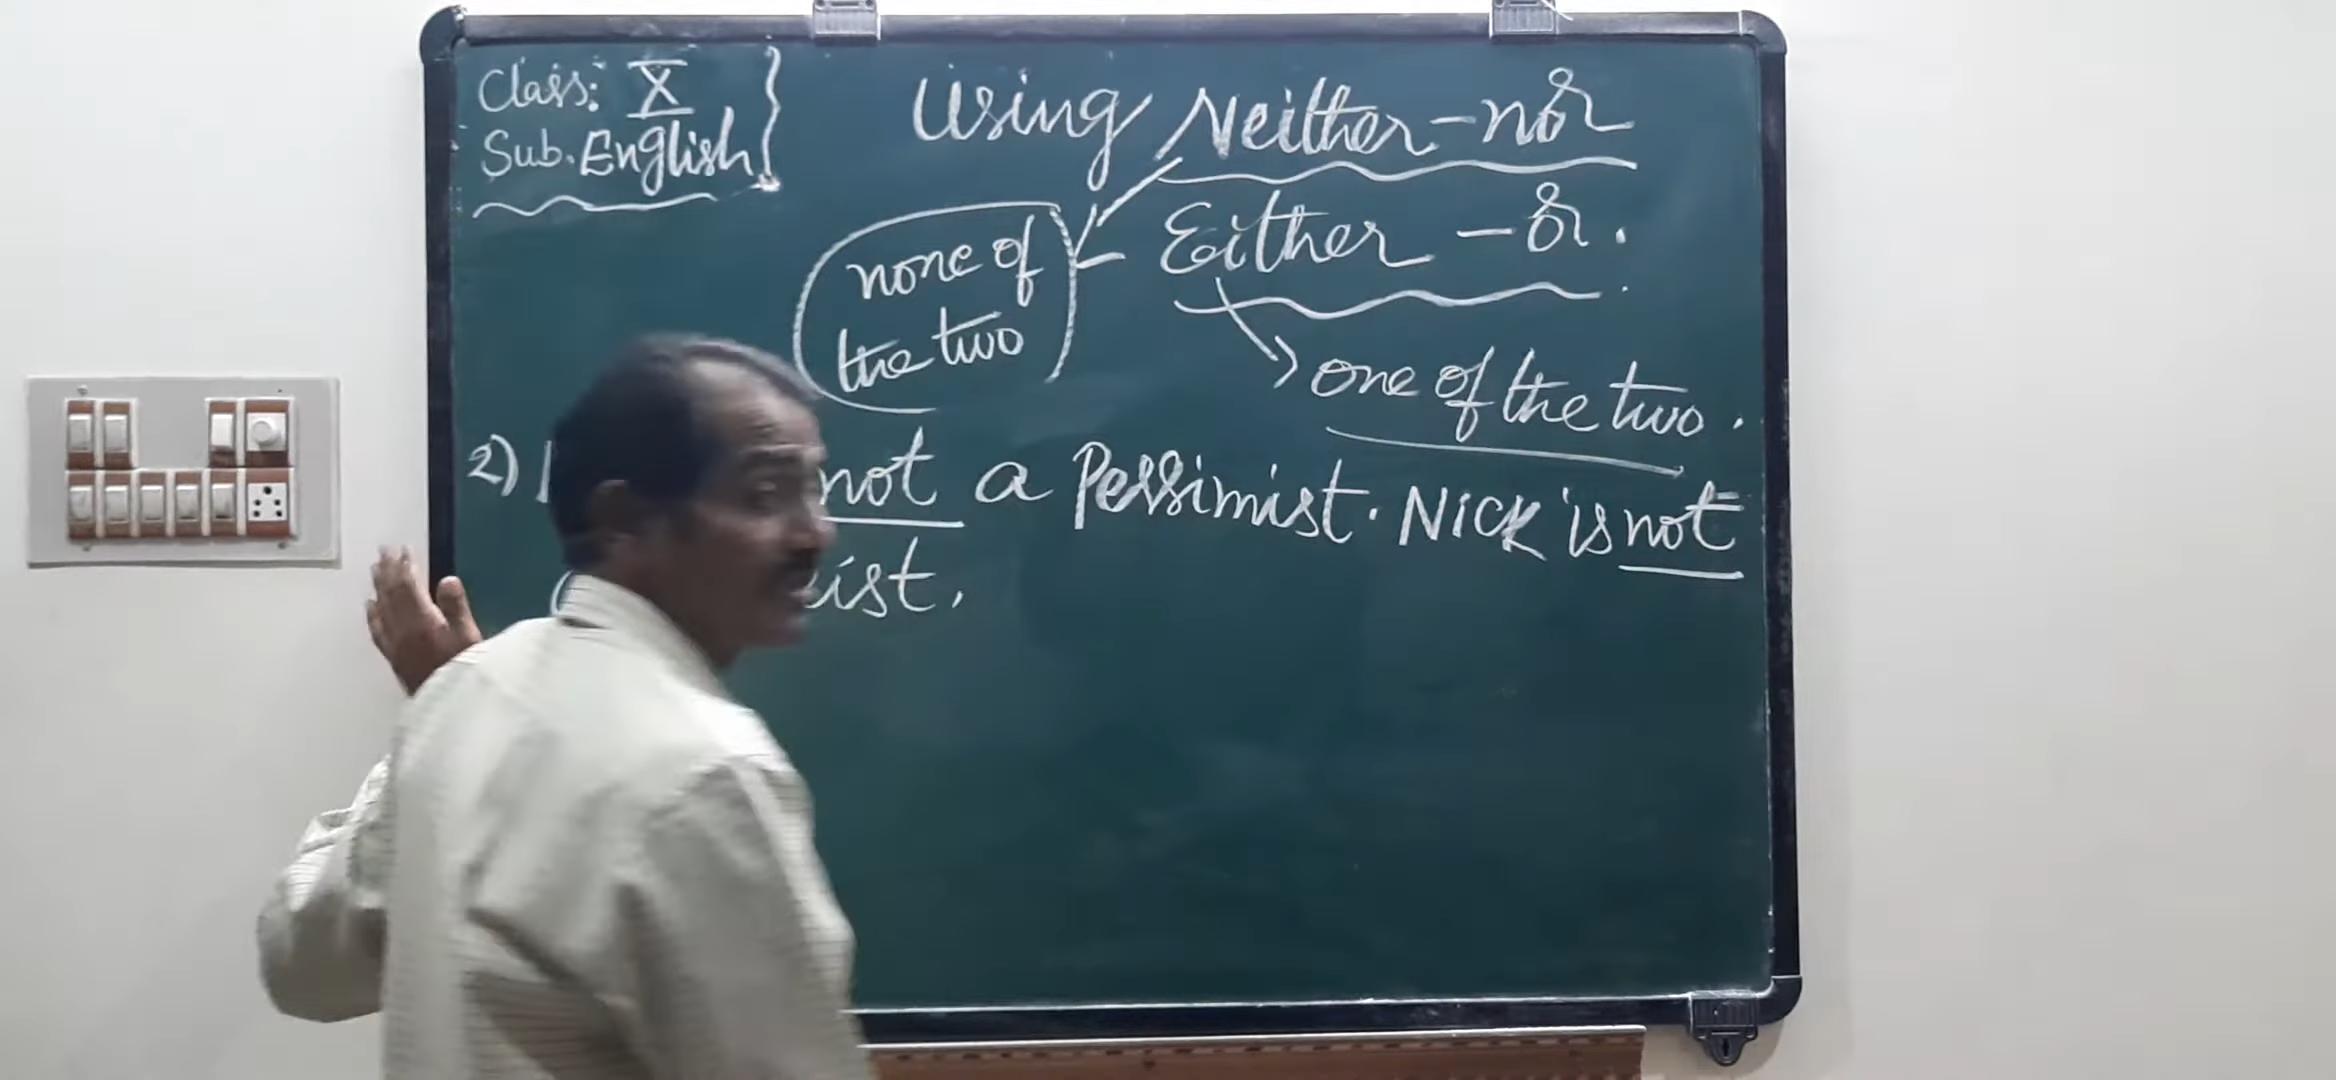 Class: X
Sub. English
Using Neither-nor
Either - or.
none of
the two
one of the two.
2) not a Pessimist. Nick is not